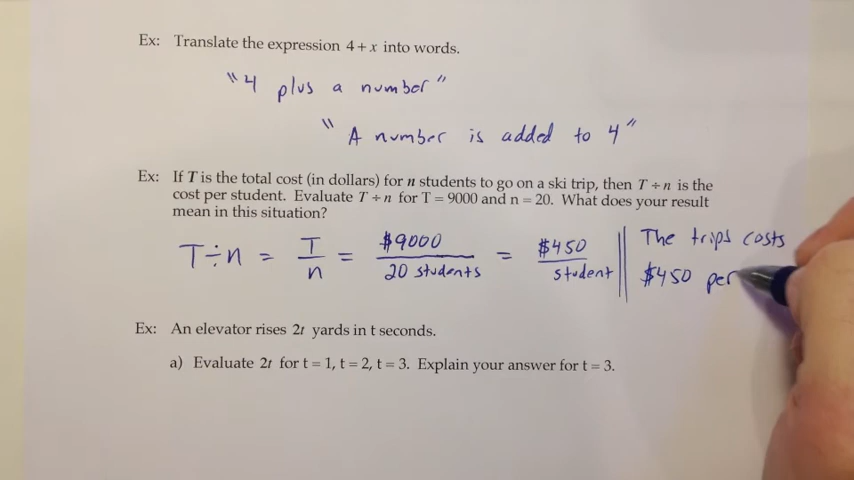 Ex: Translate the expression 4 + x into words.
"4 plus a number"
"A number is added to 4"
Ex: If T is the total cost (in dollars) for n students to go on a ski trip, then T ÷ n is the
cost per student. Evaluate T ÷ n for T = 9000 and n = 20. What does your result
mean in this situation?
T ÷ n = T/n = $9000/20 students = $450/student || The trips costs
$450 per
Ex: An elevator rises 2t yards in t seconds.
a) Evaluate 2t for t = 1, t = 2, t = 3. Explain your answer for t = 3.